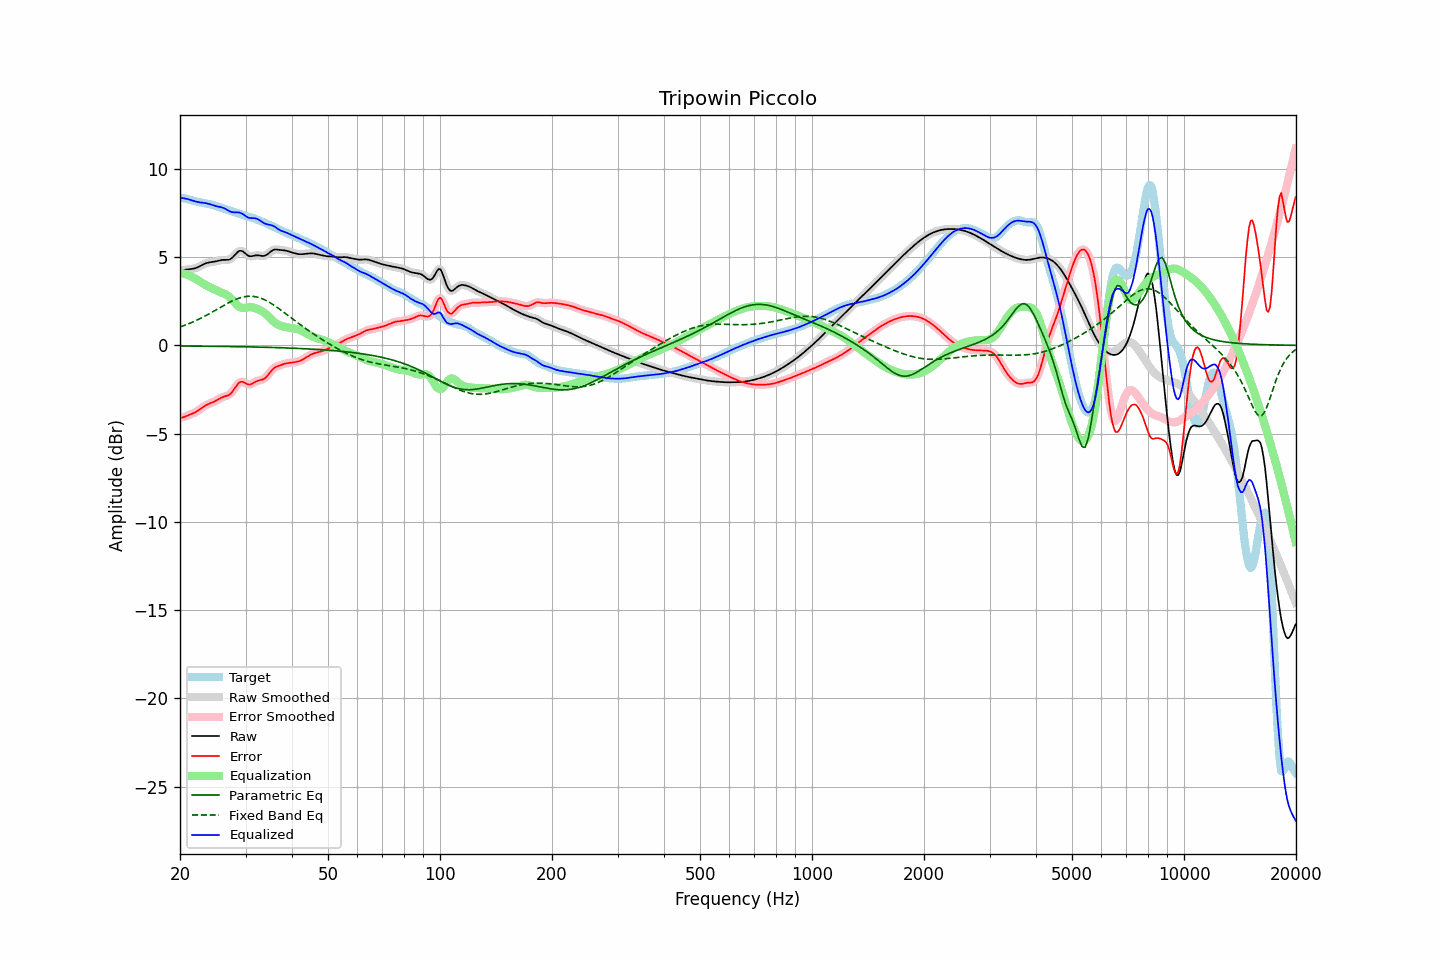 Tripowin Piccolo
Amplitude (dBr)
10
5
0
−5
−10
−15
−20
−25
Target
Raw Smoothed
Error Smoothed
Raw
Error
Equalization
Parametric Eq
Fixed Band Eq
Equalized
20 50 100 200 500 1000 2000 5000 10000 20000
Frequency (Hz)